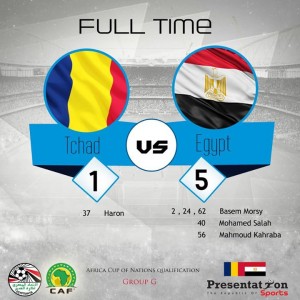 FULL TIME
Tchad
VS
Egypt
1
5
37 Haron
2 , 24 , 62 Basem Morsy
40 Mohamed Salah
56 Mahmoud Kahraba
CAF
AFRICA CUP OF NATIONS QUALIFICATION
GROUP G
Presentation
Sports